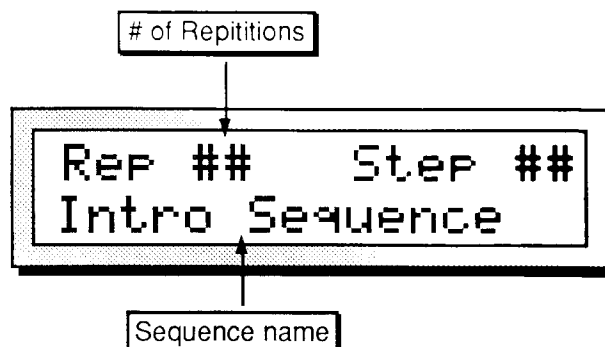 # of Repititions
Rep ## Step ##
Intro Sequence
Sequence name